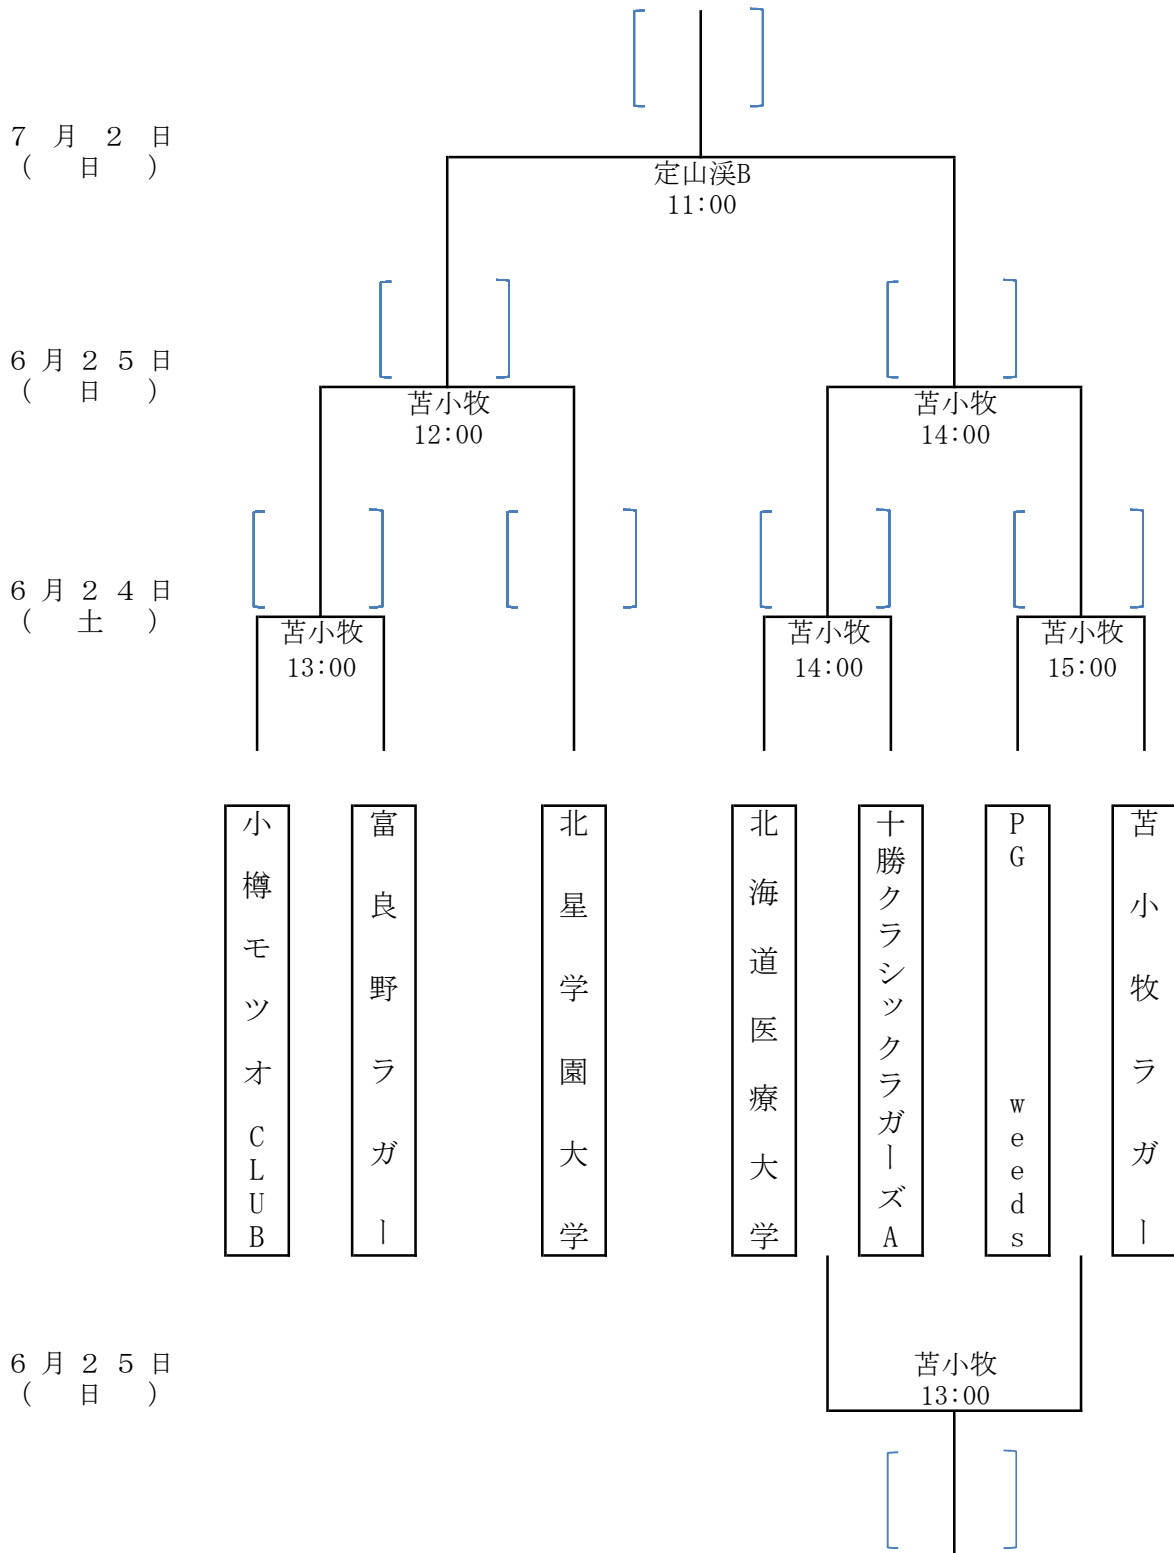 ７月２日
(日)
定山渓B
11:00
６月２５日
(日)
苫小牧
12:00
苫小牧
14:00
６月２４日
(土)
苫小牧
13:00
苫小牧
14:00
苫小牧
15:00
小樽モツオCLUB
富良野ラガー
北星学園大学
北海道医療大学
十勝クラシックラガーズA
PG weeds
苫小牧ラガー
６月２５日
(日)
苫小牧
13:00